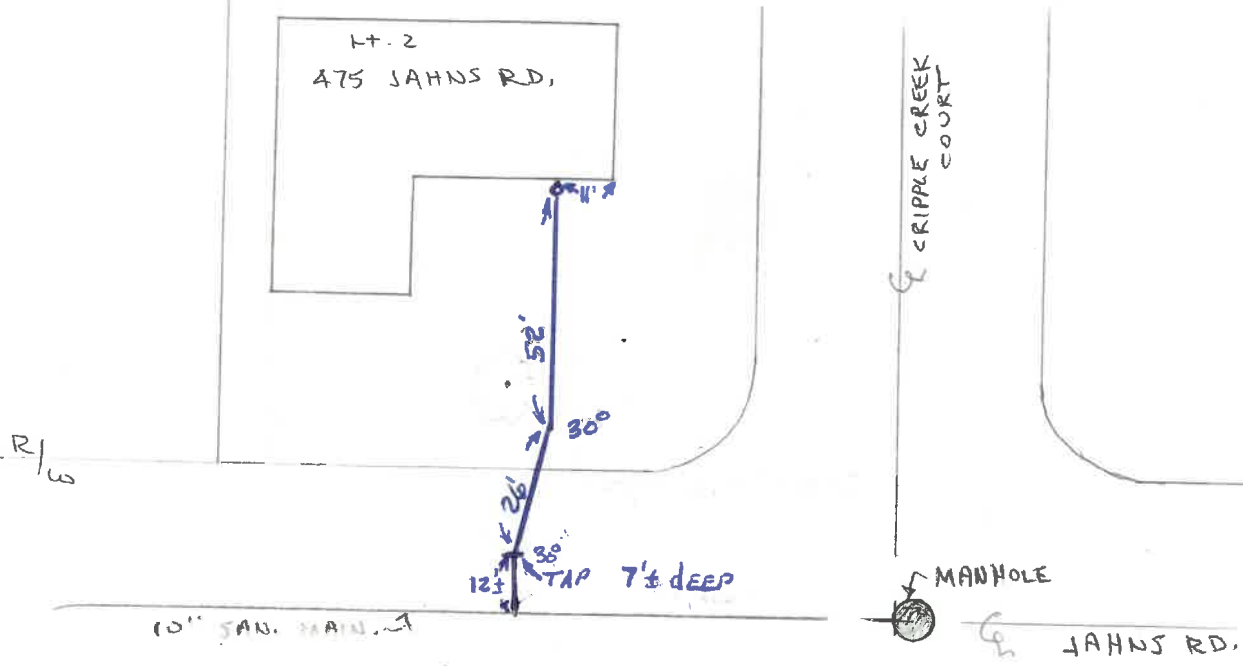 Lt. 2
475 JAHNS RD.
11'
CRIPPLE CREEK
COURT
℄
52'
30°
R/W
26'
30°
12'±
TAP 7'± dEEP
MANHOLE
10" SAN. MAIN.
℄
JAHNS RD.